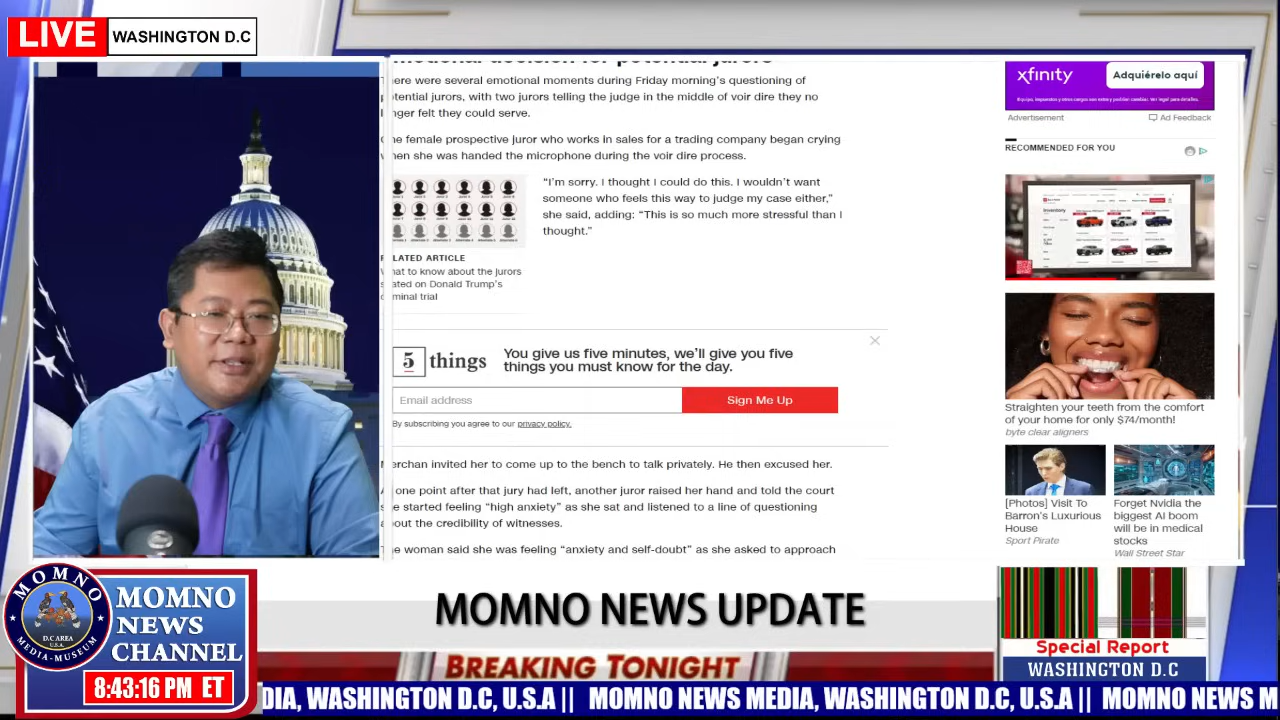 LIVE
WASHINGTON D.C
ere were several emotional moments during Friday morning’s questioning of
tential jurors, with two jurors telling the judge in the middle of voir dire they no
nger felt they could serve.
ne female prospective juror who works in sales for a trading company began crying
hen she was handed the microphone during the voir dire process.
“I’m sorry. I thought I could do this. I wouldn’t want
someone who feels this way to judge my case either,”
she said, adding: “This is so much more stressful than I
thought.”
LATED ARTICLE
hat to know about the jurors
ated on Donald Trump’s
minal trial
5 things
You give us five minutes, we’ll give you five
things you must know for the day.
Email address
Sign Me Up
By subscribing you agree to our privacy policy.
erchan invited her to come up to the bench to talk privately. He then excused her.
one point after that jury had left, another juror raised her hand and told the court
e started feeling “high anxiety” as she sat and listened to a line of questioning
out the credibility of witnesses.
e woman said she was feeling “anxiety and self-doubt” as she asked to approach
xfinity
Adquiérelo aquí
Advertisement
Ad Feedback
RECOMMENDED FOR YOU
Straighten your teeth from the comfort
of your home for only $74/month!
byte clear aligners
[Photos] Visit To
Barron’s Luxurious
House
Sport Pirate
Forget Nvidia the
biggest AI boom
will be in medical
stocks
Wall Street Star
MOMNO
D.C AREA
U.S.A
MEDIA-MUSEUM
MOMNO
NEWS
CHANNEL
8:43:16 PM ET
MOMNO NEWS UPDATE
BREAKING TONIGHT
Special Report
WASHINGTON D.C
DIA, WASHINGTON D.C, U.S.A || MOMNO NEWS MEDIA, WASHINGTON D.C, U.S.A || MOMNO NEWS M